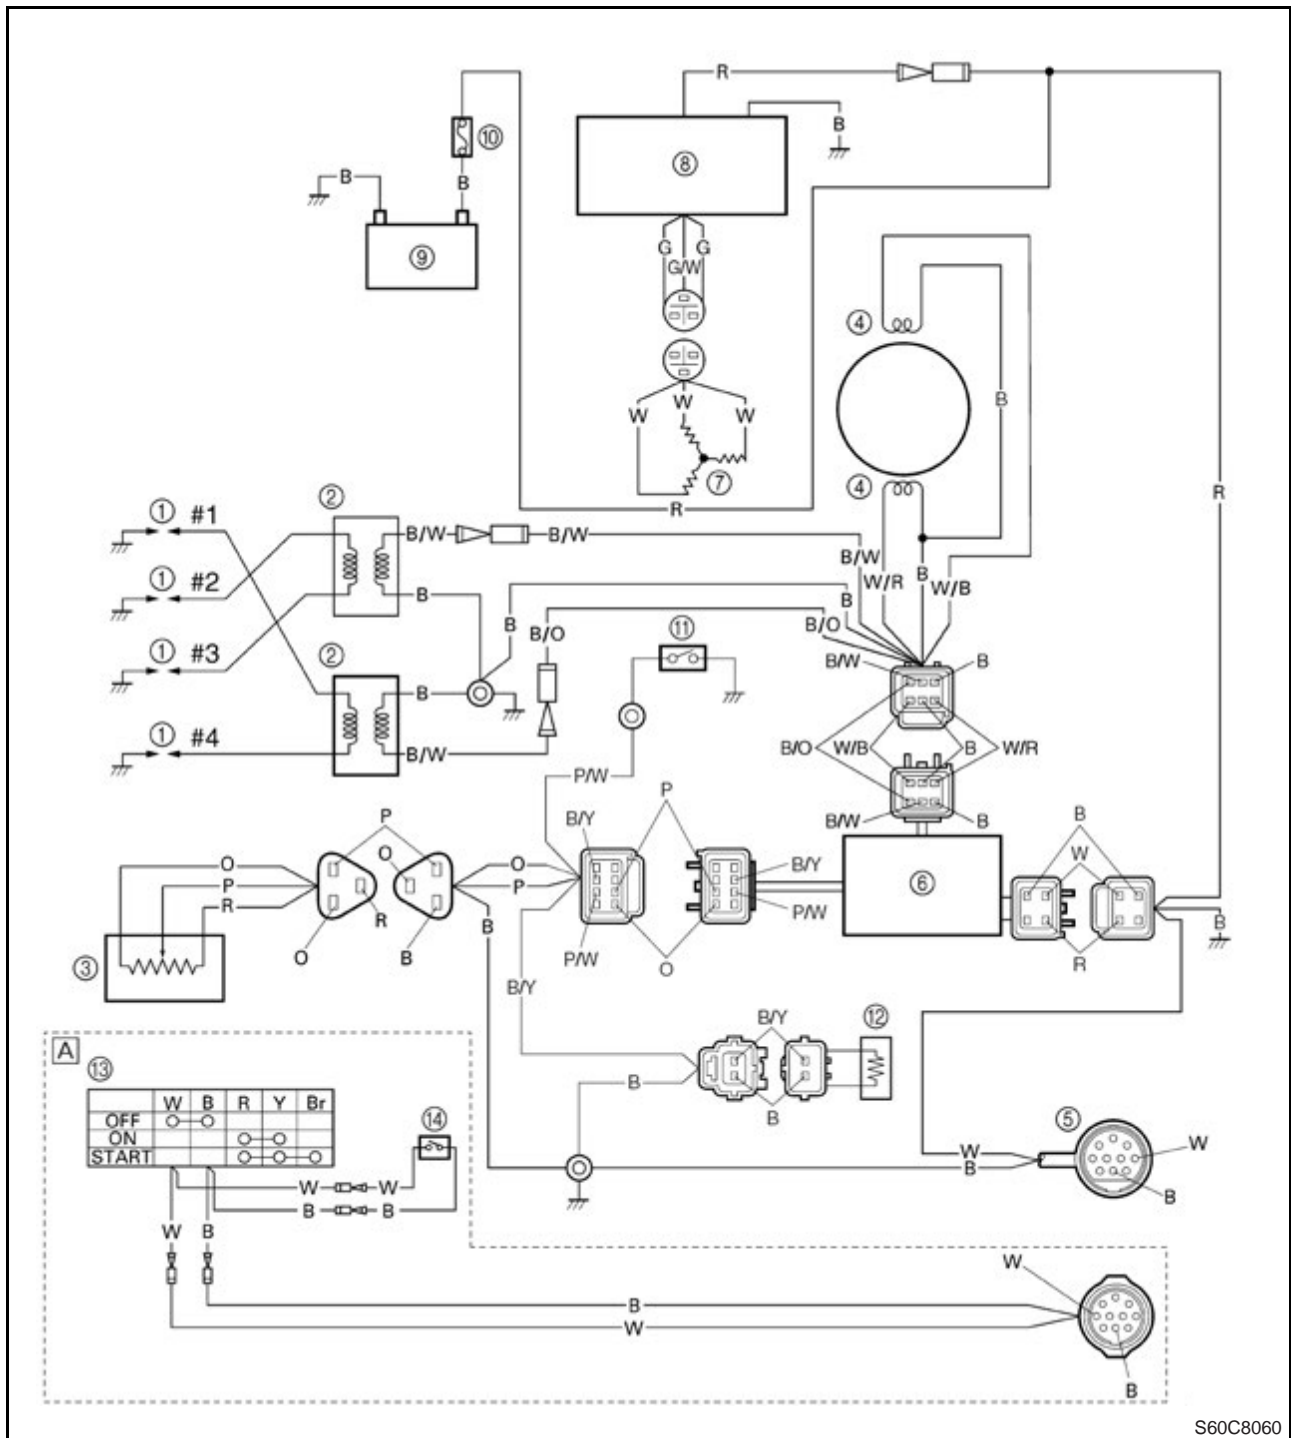 R
B
⑩
⑧
B
B
⑨
G
G
G/W
④
W
W
W
B
⑦
④
R
R
① #1
②
B/W
B/W
B/W
W/R
B
W/B
① #2
B
B
B
B/O
B/O
① #3
②
⑪
B/W
B
B
① #4
B/W
B/O
W/B
B
W/R
P/W
B/W
B
P
B/Y
P
B
O
O
O
B/Y
W
P
P
⑥
R
R
P/W
B
B
③
O
B
P/W
O
R
B/Y
B/Y
⑫
A
⑬
B
B
W B R Y Br
OFF
ON
START
⑭
⑤
W
W
B
B
W
W
B
B
W
B
W
B
W
B
S60C8060